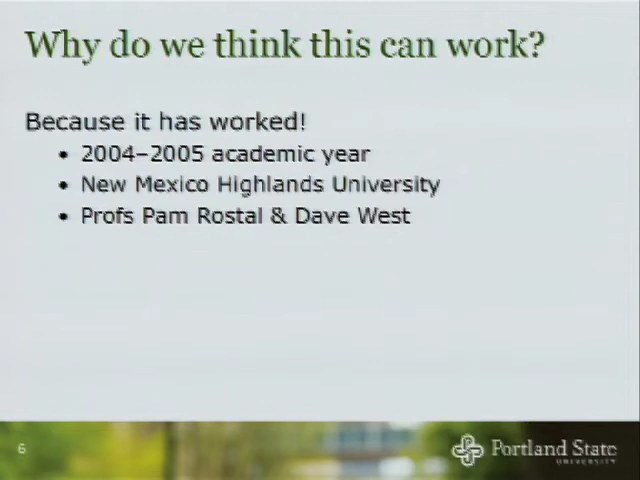 Why do we think this can work?
Because it has worked!
• 2004–2005 academic year
• New Mexico Highlands University
• Profs Pam Rostal & Dave West
6
Portland State
UNIVERSITY